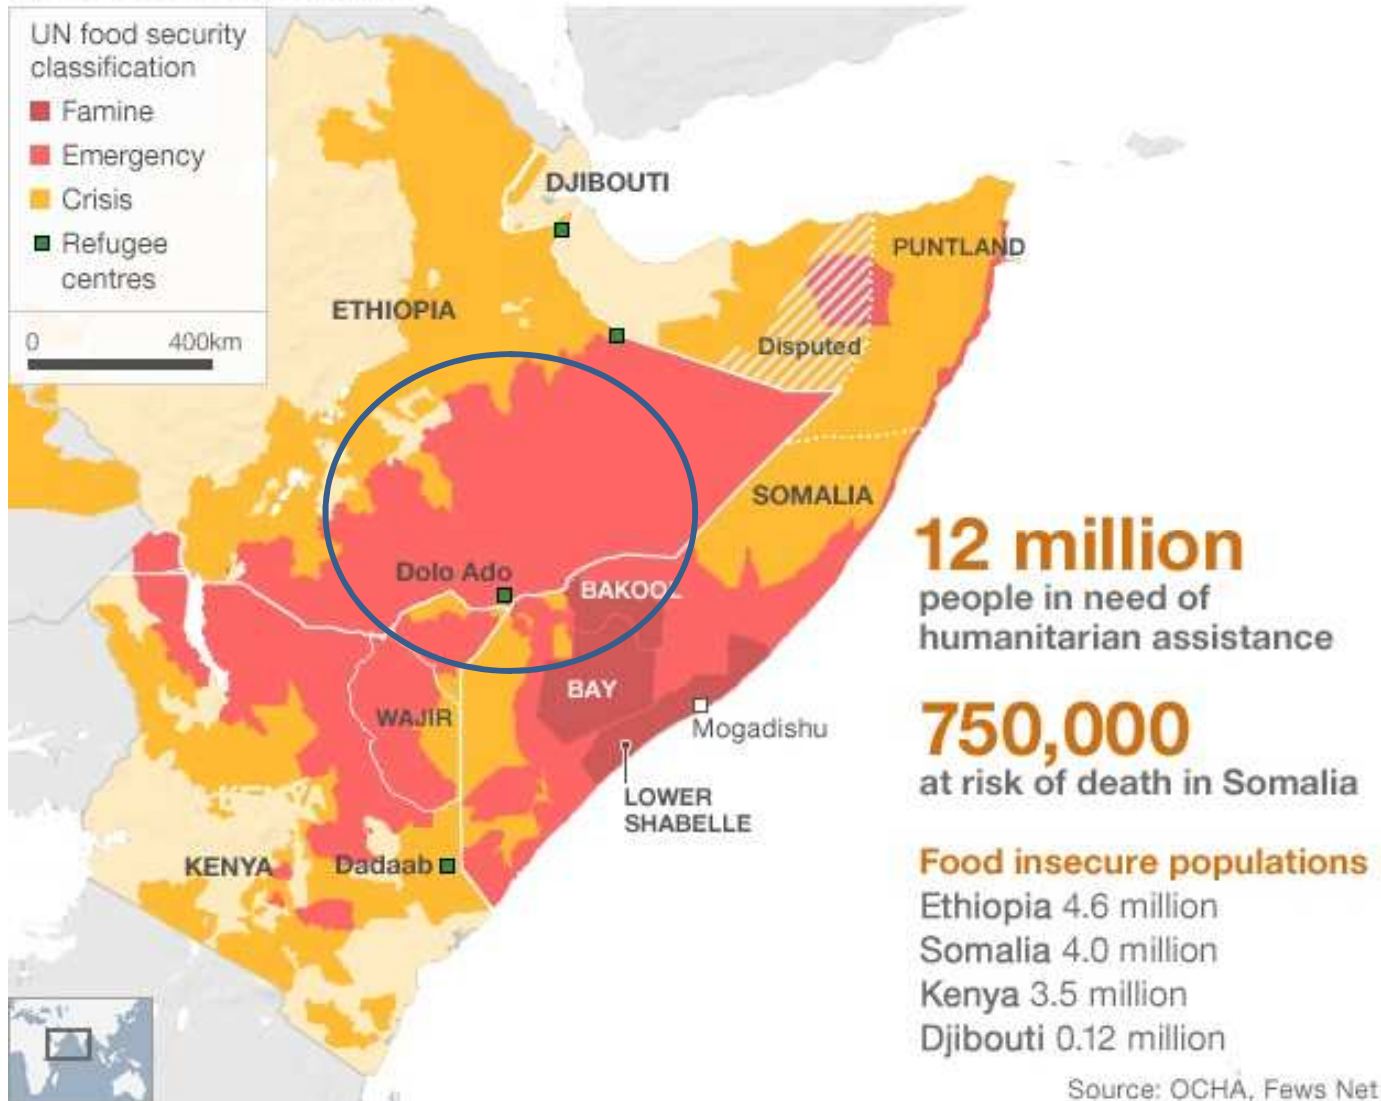 UN food security
classification
Famine
Emergency
Crisis
Refugee
centres
0 400km
DJIBOUTI
PUNTLAND
ETHIOPIA
Disputed
SOMALIA
Dolo Ado
BAKOOL
BAY
WAJIR
Mogadishu
LOWER
SHABELLE
KENYA
Dadaab
12 million
people in need of
humanitarian assistance
750,000
at risk of death in Somalia
Food insecure populations
Ethiopia 4.6 million
Somalia 4.0 million
Kenya 3.5 million
Djibouti 0.12 million
Source: OCHA, Fews Net